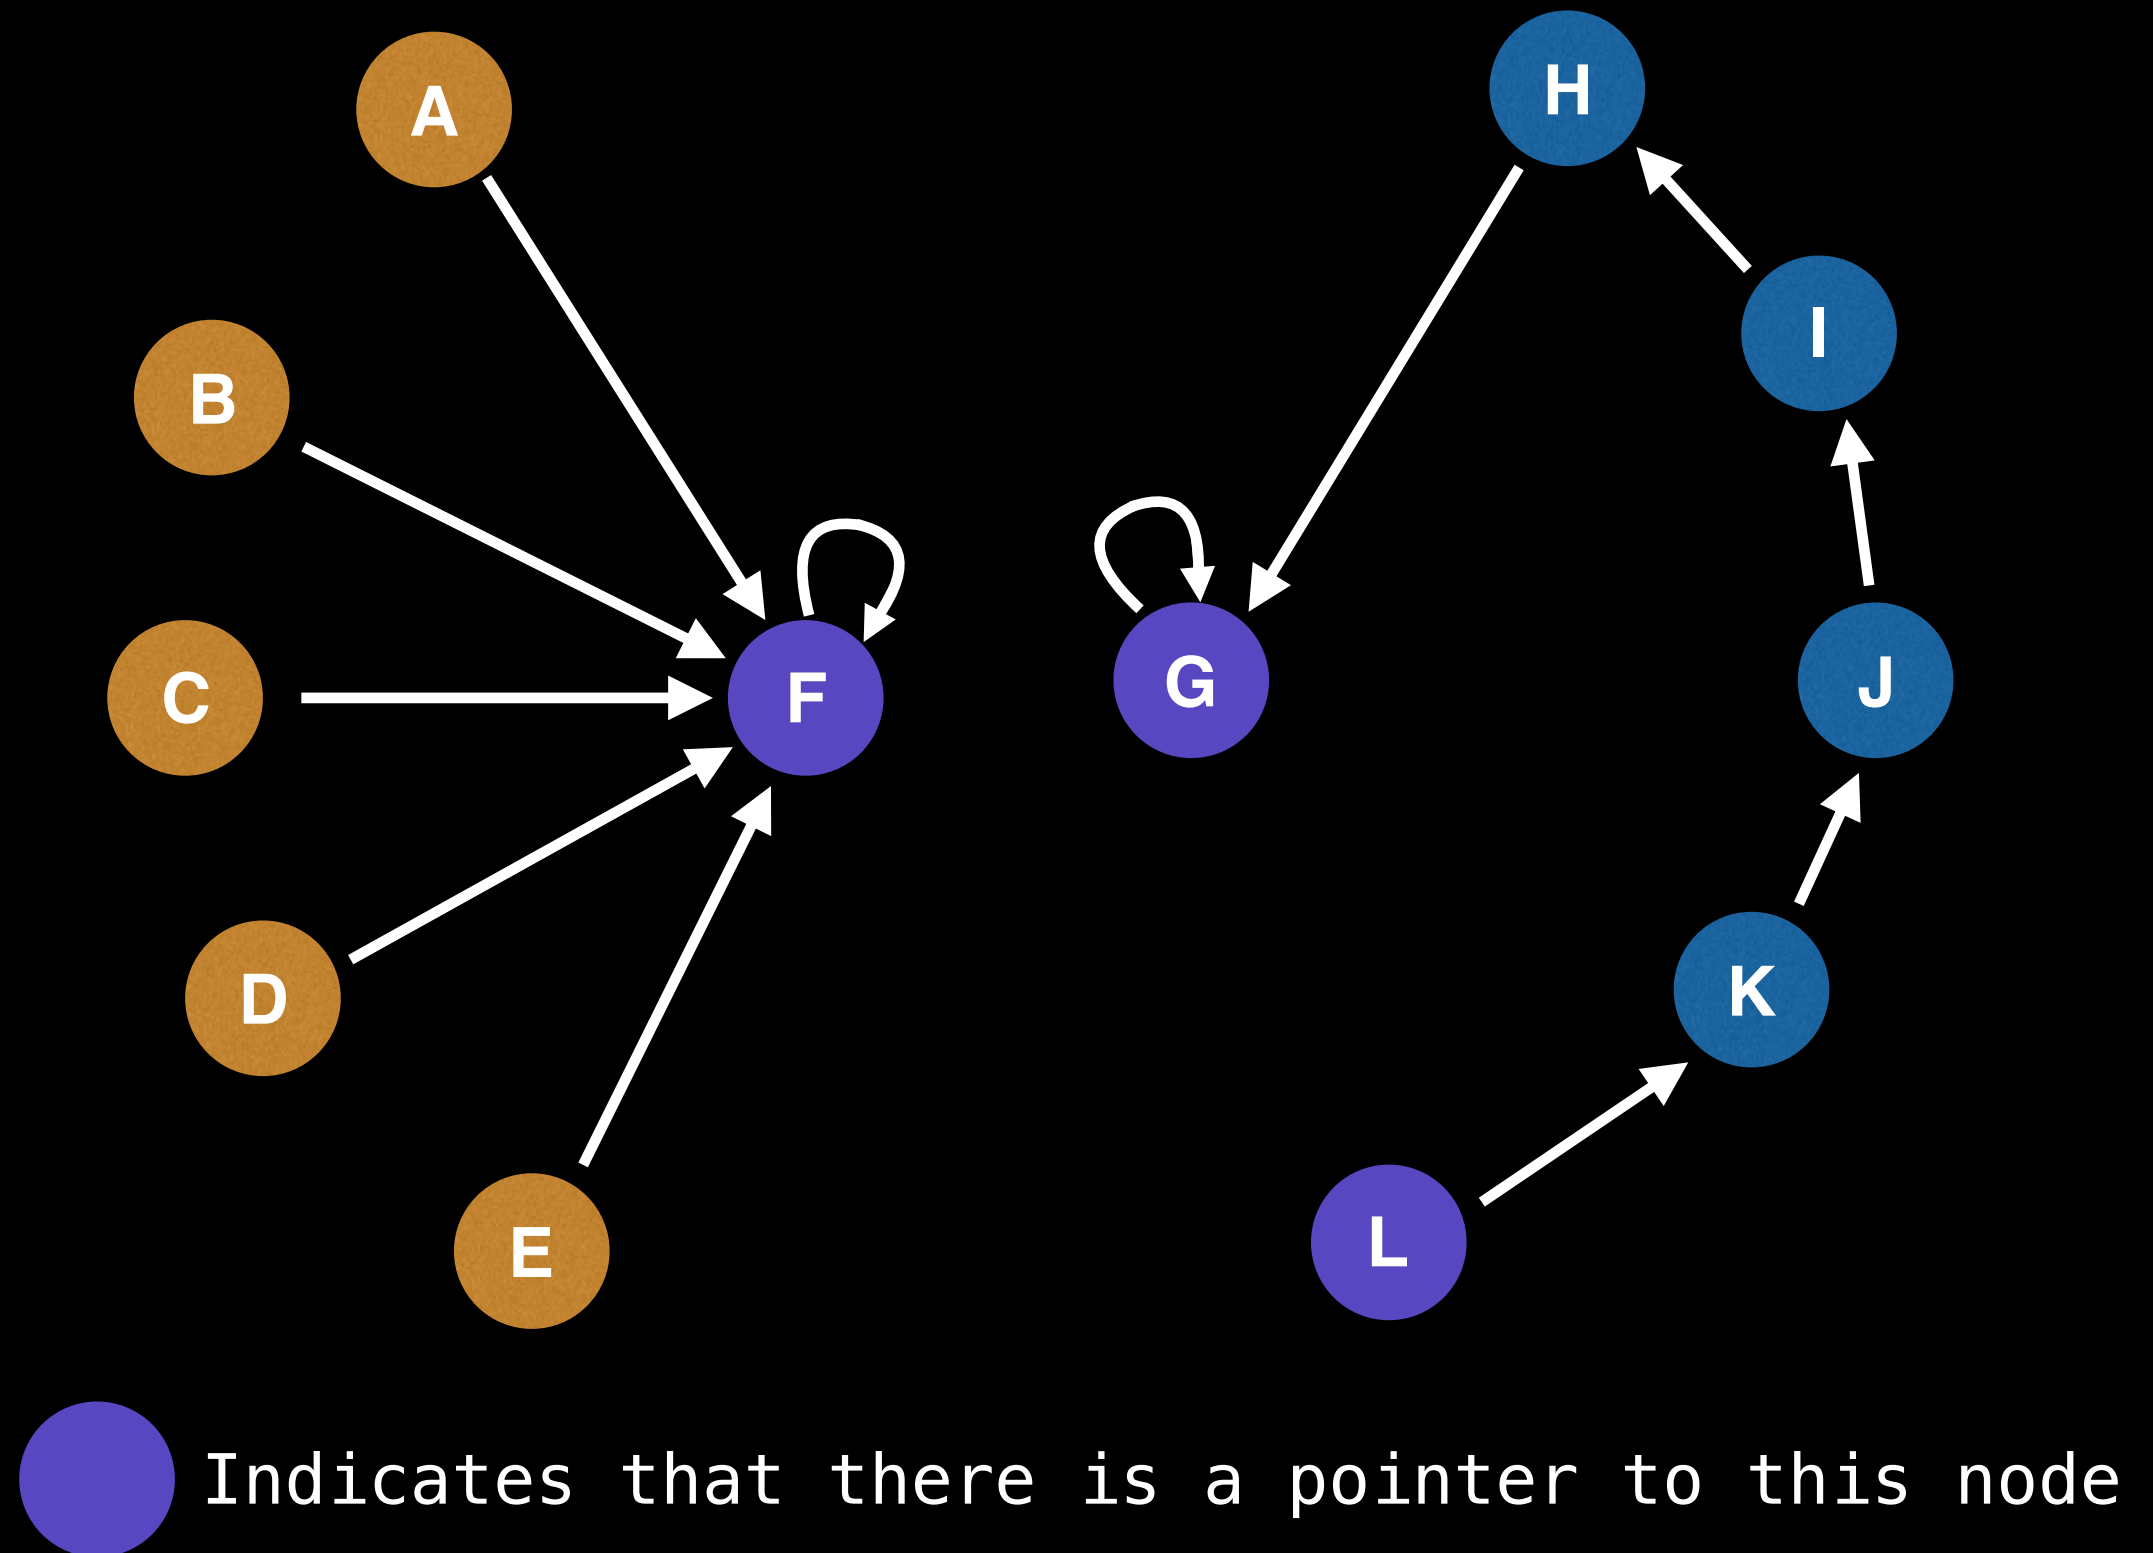 A
H
B
I
C
F
G
J
D
K
E
L
Indicates that there is a pointer to this node